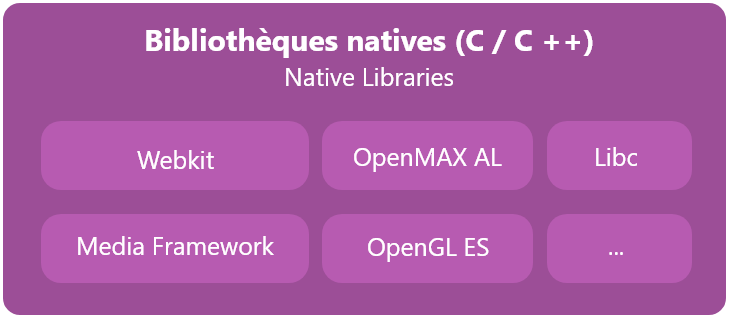 Bibliothèques natives (C / C ++)
Native Libraries
Webkit
OpenMAX AL
Libc
Media Framework
OpenGL ES
...